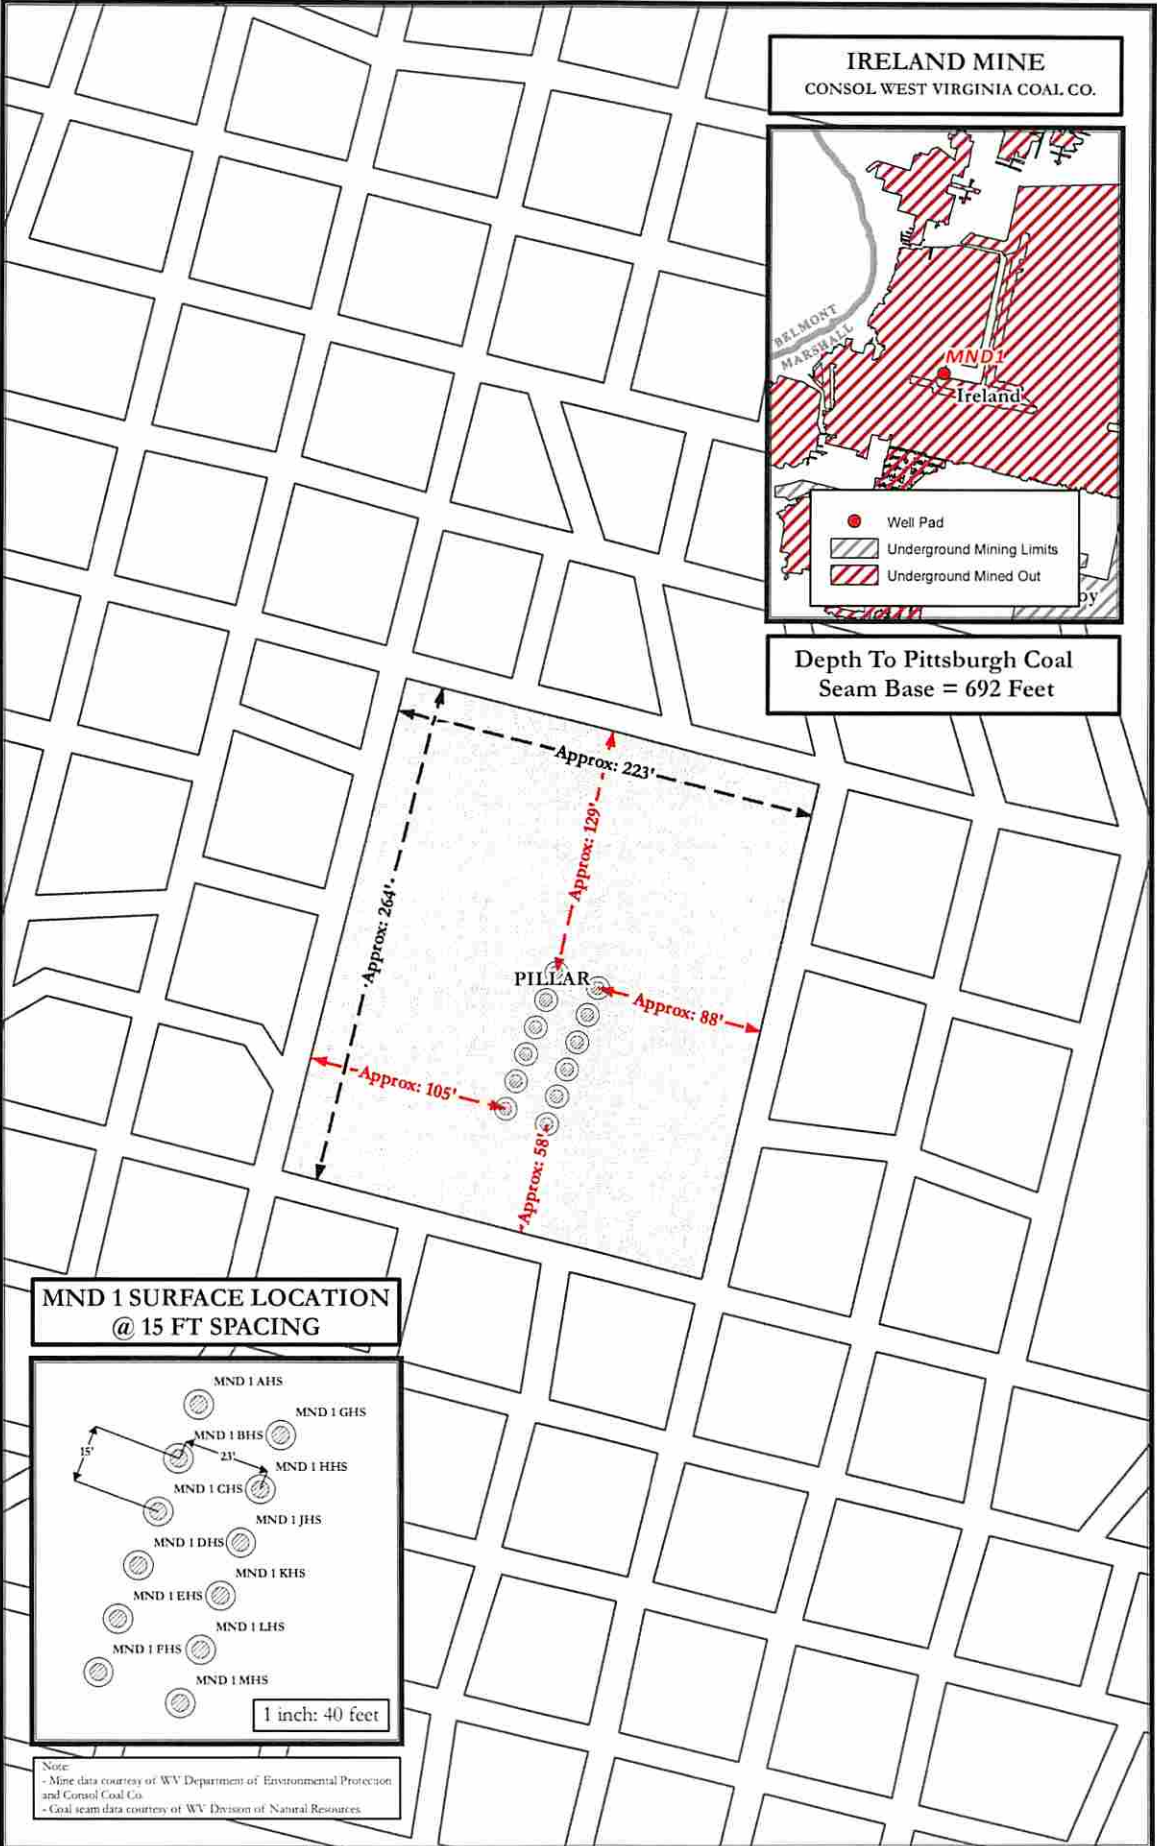 IRELAND MINE
CONSOL WEST VIRGINIA COAL CO.
BELMONT
MARSHALL
MND1
Ireland
Well Pad
Underground Mining Limits
Underground Mined Out
Depth To Pittsburgh Coal
Seam Base = 692 Feet
Approx: 223'
Approx: 129'
Approx: 264'
PILLAR
Approx: 88'
Approx: 105'
Approx: 58'
MND 1 SURFACE LOCATION
@ 15 FT SPACING
MND 1 AHS
MND 1 GHS
MND 1 BHS
15'
23'
MND 1 HHS
MND 1 CHS
MND 1 JHS
MND 1 DHS
MND 1 KHS
MND 1 EHS
MND 1 LHS
MND 1 FHS
MND 1 MHS
1 inch: 40 feet
Note:
- Mine data courtesy of WV Department of Environmental Protection
and Consol Coal Co.
- Coal seam data courtesy of WV Division of Natural Resources